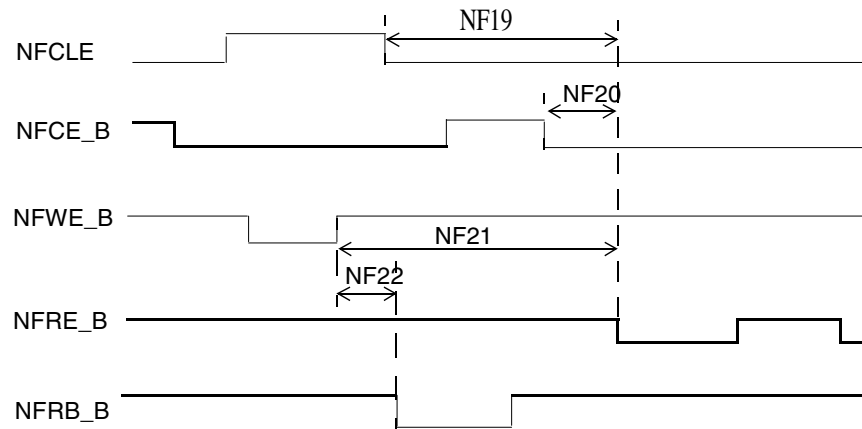 NF19
NFCLE
NF20
NFCE_B
NFWE_B
NF21
NF22
NFRE_B
NFRB_B